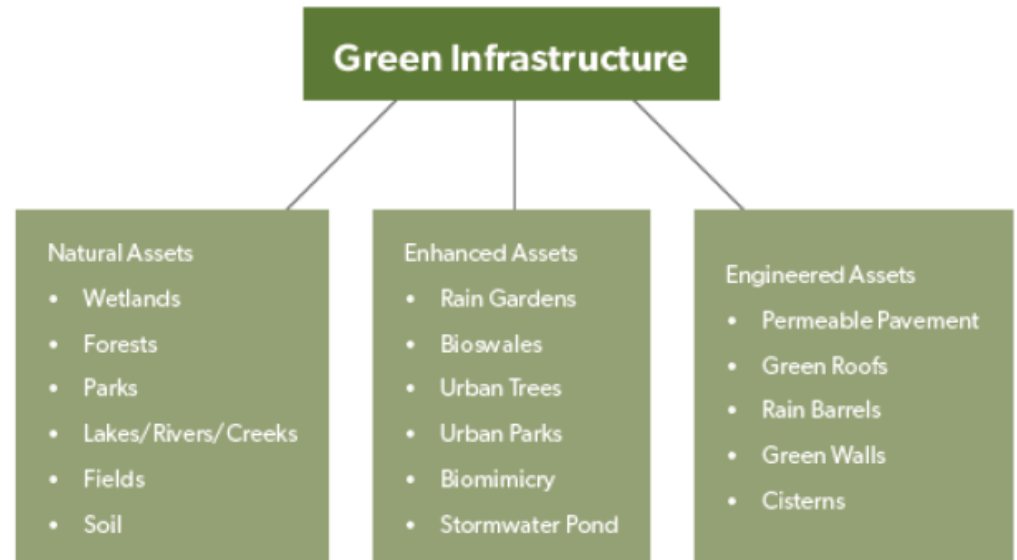 Green Infrastructure
Natural Assets
• Wetlands
• Forests
• Parks
• Lakes/Rivers/Creeks
• Fields
• Soil
Enhanced Assets
• Rain Gardens
• Bioswales
• Urban Trees
• Urban Parks
• Biomimicry
• Stormwater Pond
Engineered Assets
• Permeable Pavement
• Green Roofs
• Rain Barrels
• Green Walls
• Cisterns